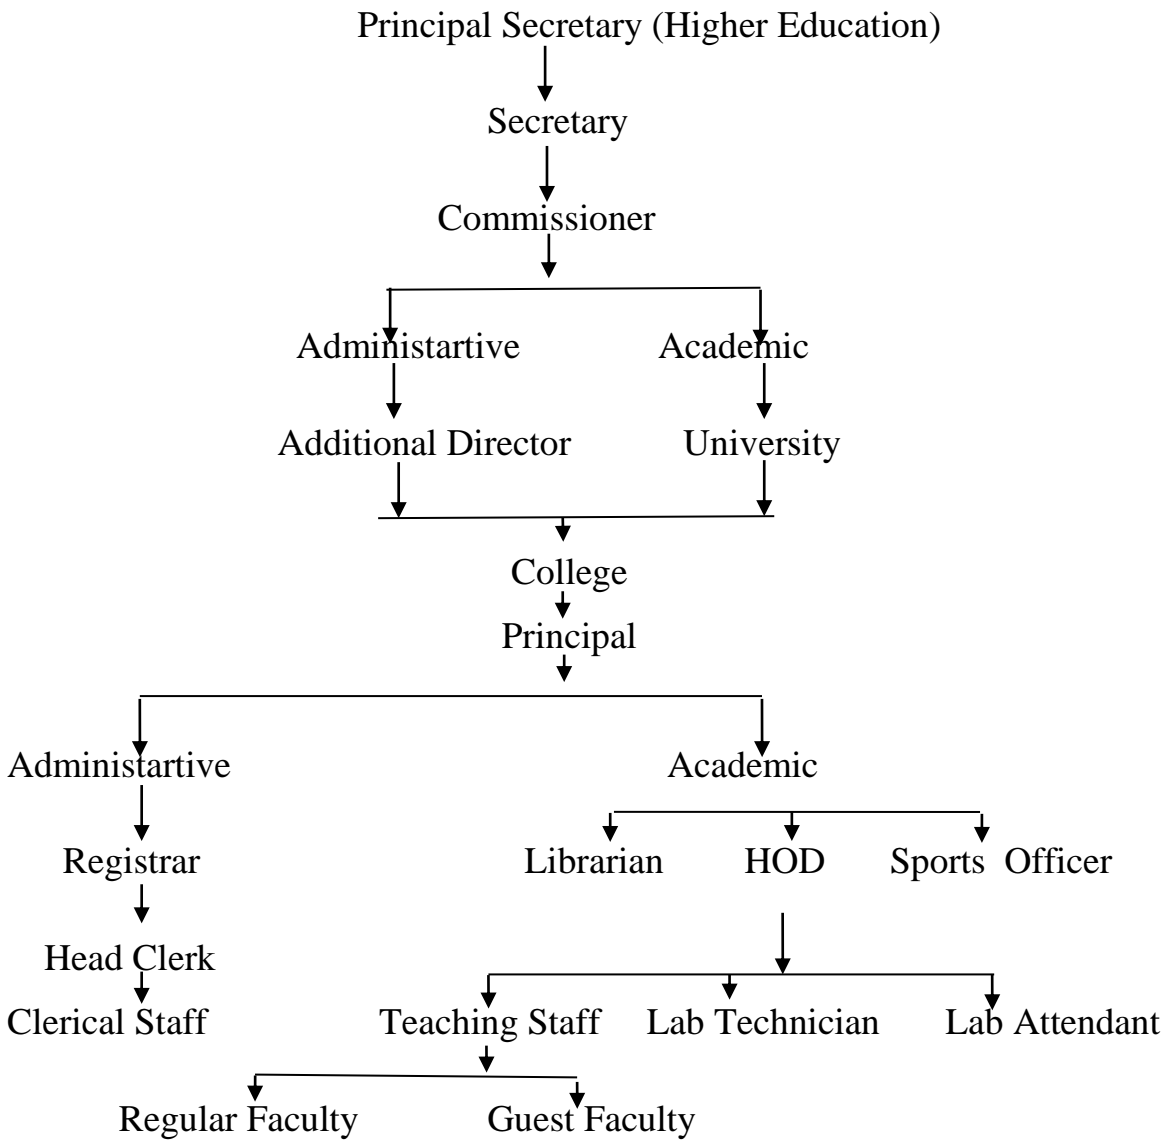 Principal Secretary (Higher Education)
Secretary
Commissioner
Administartive Academic
Additional Director University
College
Principal
Administartive Academic
Registrar Librarian HOD Sports Officer
Head Clerk
Clerical Staff Teaching Staff Lab Technician Lab Attendant
Regular Faculty Guest Faculty